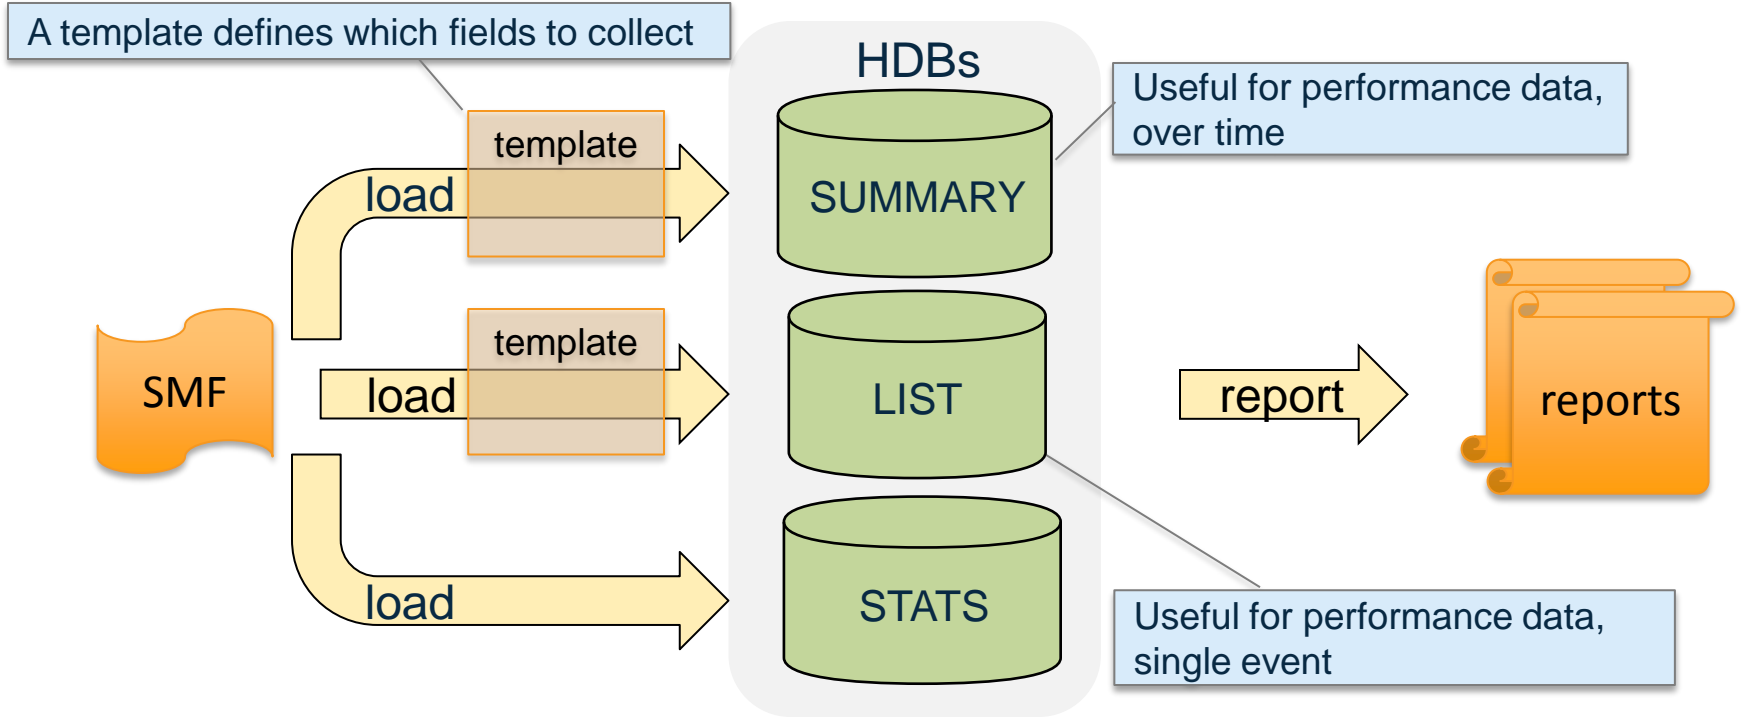 A template defines which fields to collect
HDBs
Useful for performance data,
over time
template
load
SUMMARY
template
SMF
load
LIST
report
reports
load
STATS
Useful for performance data,
single event